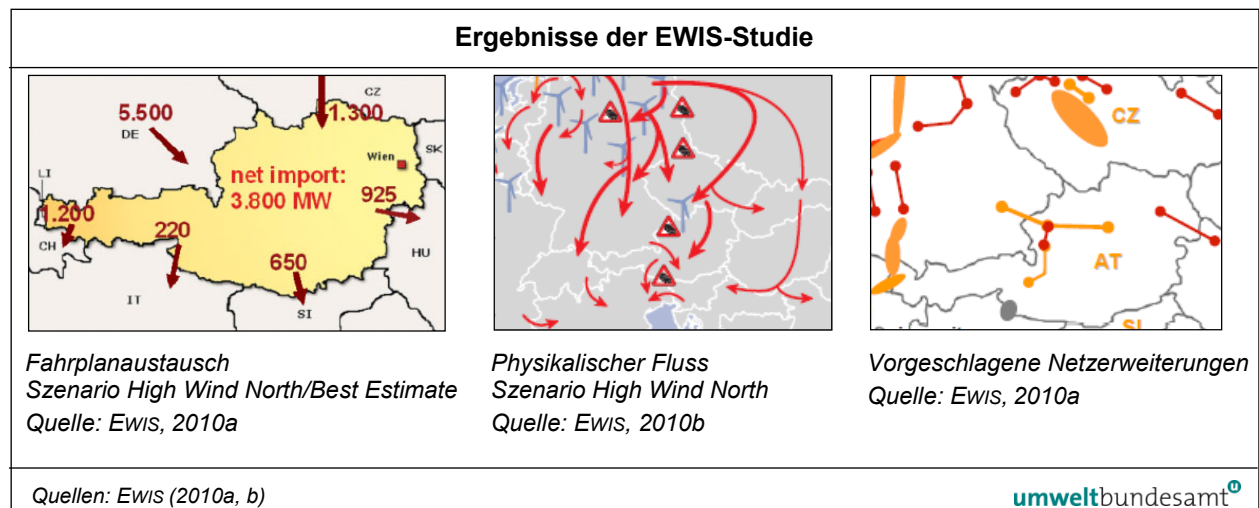 Ergebnisse der EWIS-Studie
CZ
5.500
1.300
DE
Wien
SK
net import:
3.800 MW
LI
925
1.200
220
CH
650
HU
IT
SI
CZ
AT
SI
Fahrplanaustausch
Szenario High Wind North/Best Estimate
Quelle: EWIS, 2010a
Physikalischer Fluss
Szenario High Wind North
Quelle: EWIS, 2010b
Vorgeschlagene Netzerweiterungen
Quelle: EWIS, 2010a
Quellen: EWIS (2010a, b)
umweltbundesamt